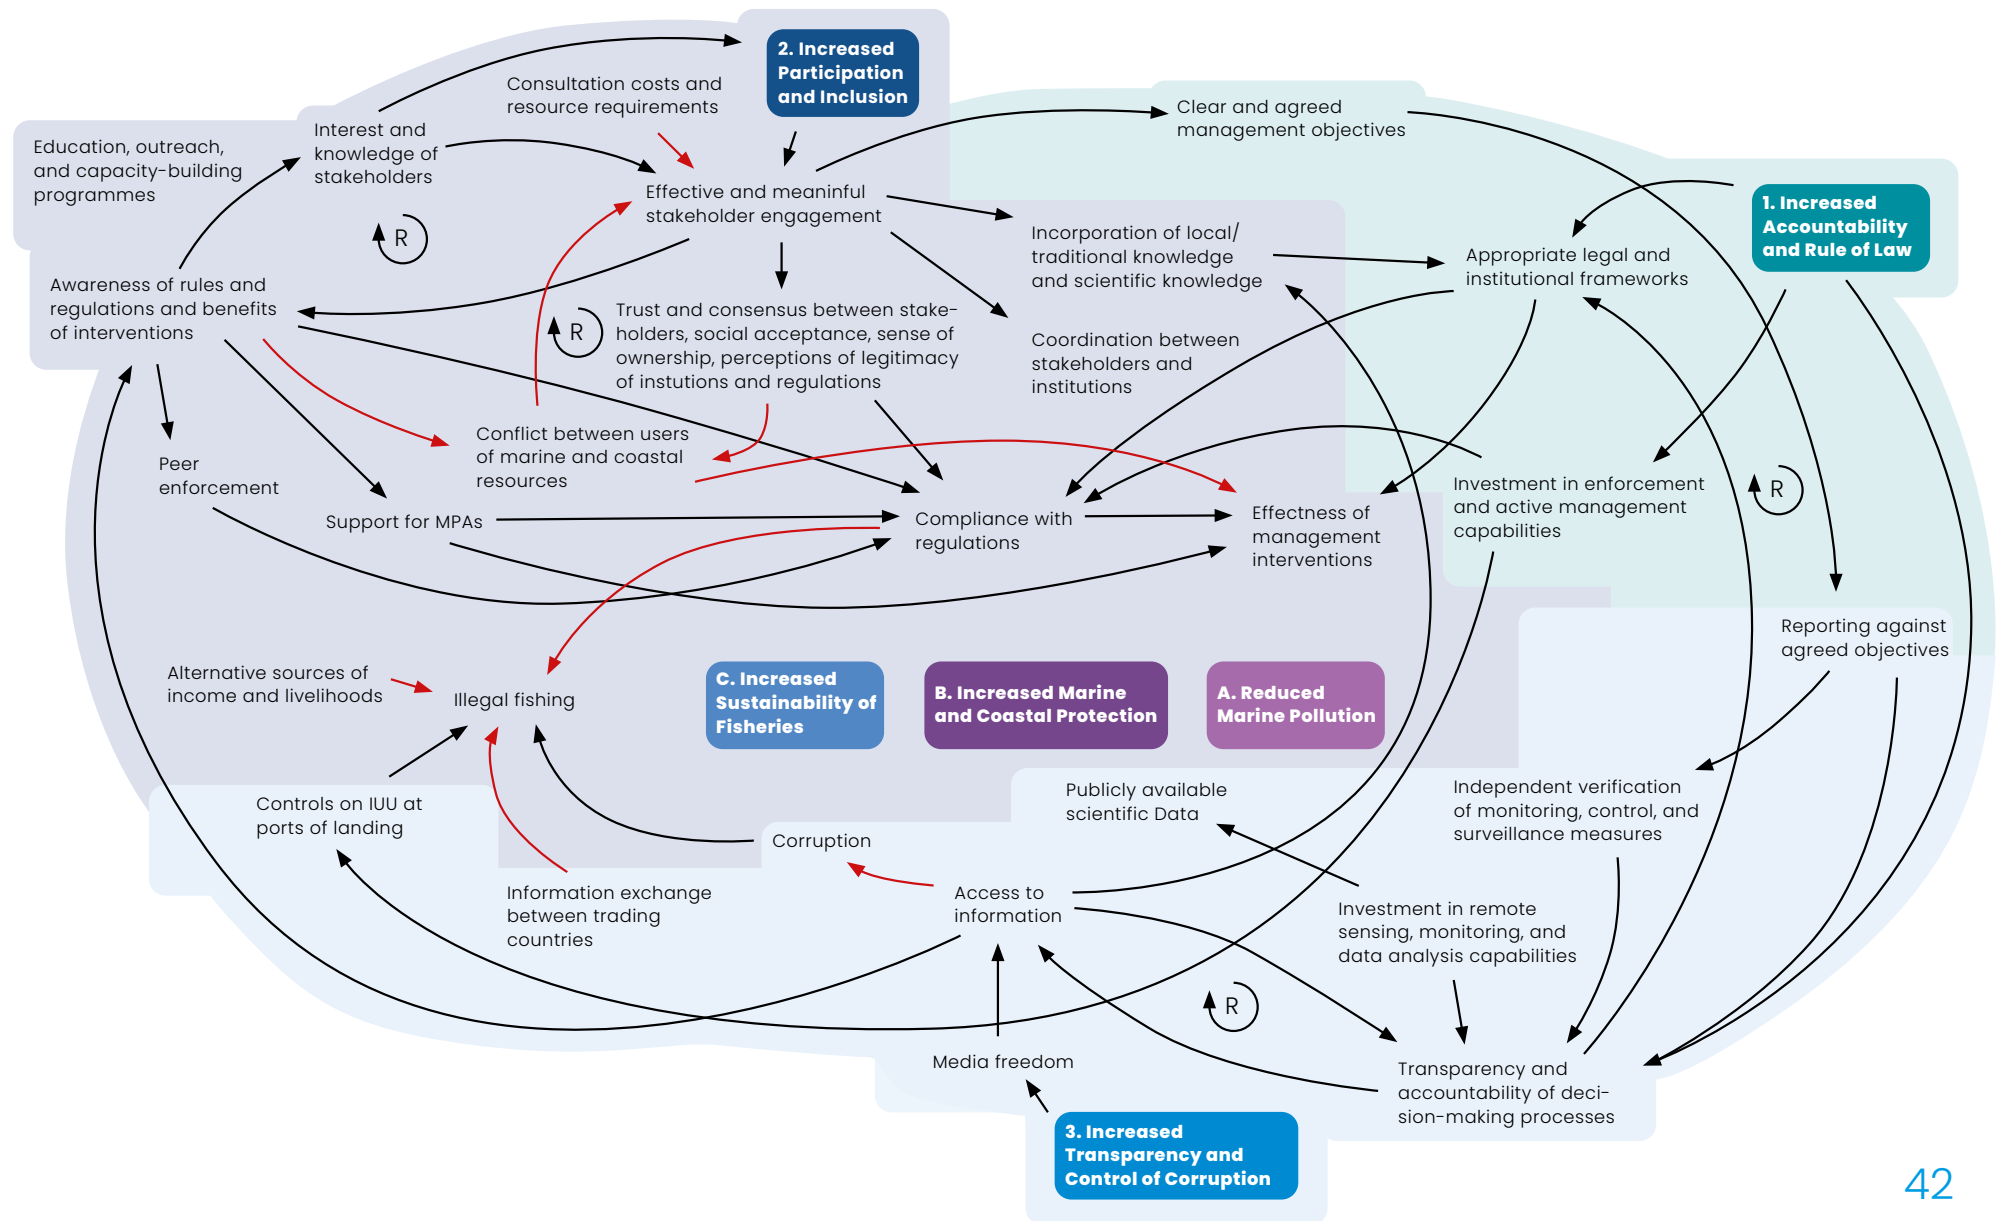 2. Increased
Participation
and Inclusion
Consultation costs and
resource requirements
Clear and agreed
management objectives
Interest and
knowledge of
stakeholders
Education, outreach,
and capacity-building
programmes
Effective and meaninful
stakeholder engagement
1. Increased
Accountability
and Rule of Law
R
Incorporation of local/
traditional knowledge
and scientific knowledge
Appropriate legal and
institutional frameworks
Awareness of rules and
regulations and benefits
of interventions
R
Trust and consensus between stake-
holders, social acceptance, sense of
ownership, perceptions of legitimacy
of instutions and regulations
Coordination between
stakeholders and
institutions
Conflict between users
of marine and coastal
resources
Peer
enforcement
Support for MPAs
Compliance with
regulations
Effectness of
management
interventions
Investment in enforcement
and active management
capabilities
R
Reporting against
agreed objectives
Alternative sources of
income and livelihoods
Illegal fishing
C. Increased
Sustainability of
Fisheries
B. Increased Marine
and Coastal Protection
A. Reduced
Marine Pollution
Controls on IUU at
ports of landing
Publicly available
scientific Data
Independent verification
of monitoring, control, and
surveillance measures
Corruption
Information exchange
between trading
countries
Access to
information
Investment in remote
sensing, monitoring, and
data analysis capabilities
R
Media freedom
Transparency and
accountability of deci-
sion-making processes
3. Increased
Transparency and
Control of Corruption
42